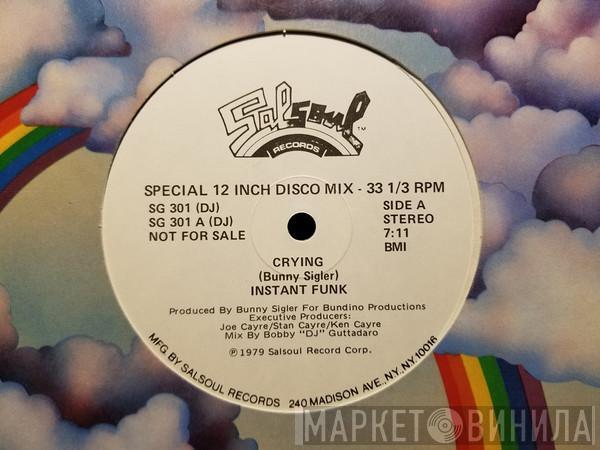 Salsoul TM
RECORDS
SPECIAL 12 INCH DISCO MIX - 33 1/3 RPM
SG 301 (DJ)
SG 301 A (DJ)
NOT FOR SALE
SIDE A
STEREO
7:11
BMI
CRYING
(Bunny Sigler)
INSTANT FUNK
Produced By Bunny Sigler For Bundino Productions
Executive Producers:
Joe Cayre/Stan Cayre/Ken Cayre
Mix By Bobby "DJ" Guttadaro
℗ 1979 Salsoul Record Corp.
MFG BY SALSOUL RECORDS 240 MADISON AVE., NY, NY. 10016
МАРКЕТ ВИНИЛА